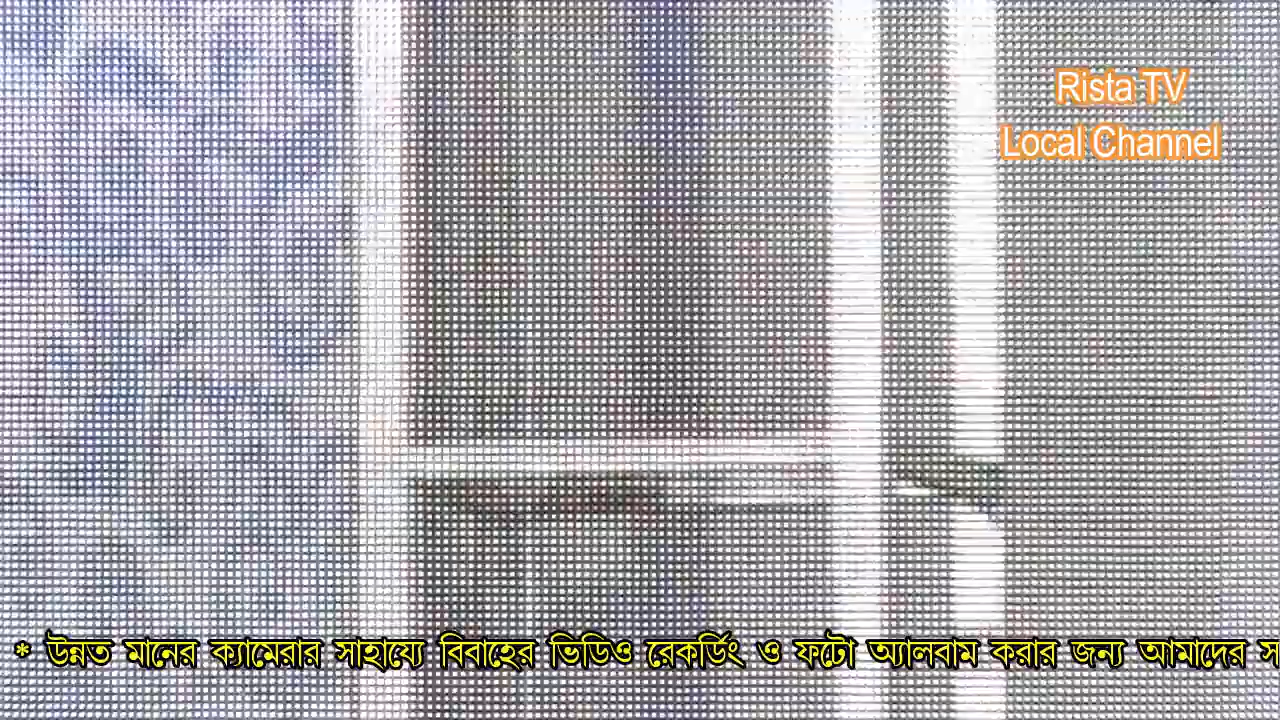 Rista TV
Local Channel
* উন্নত মানের ক্যামেরার সাহায্যে বিবাহের ভিডিও রেকর্ডিং ও ফটো অ্যালবাম করার জন্য আমাদের